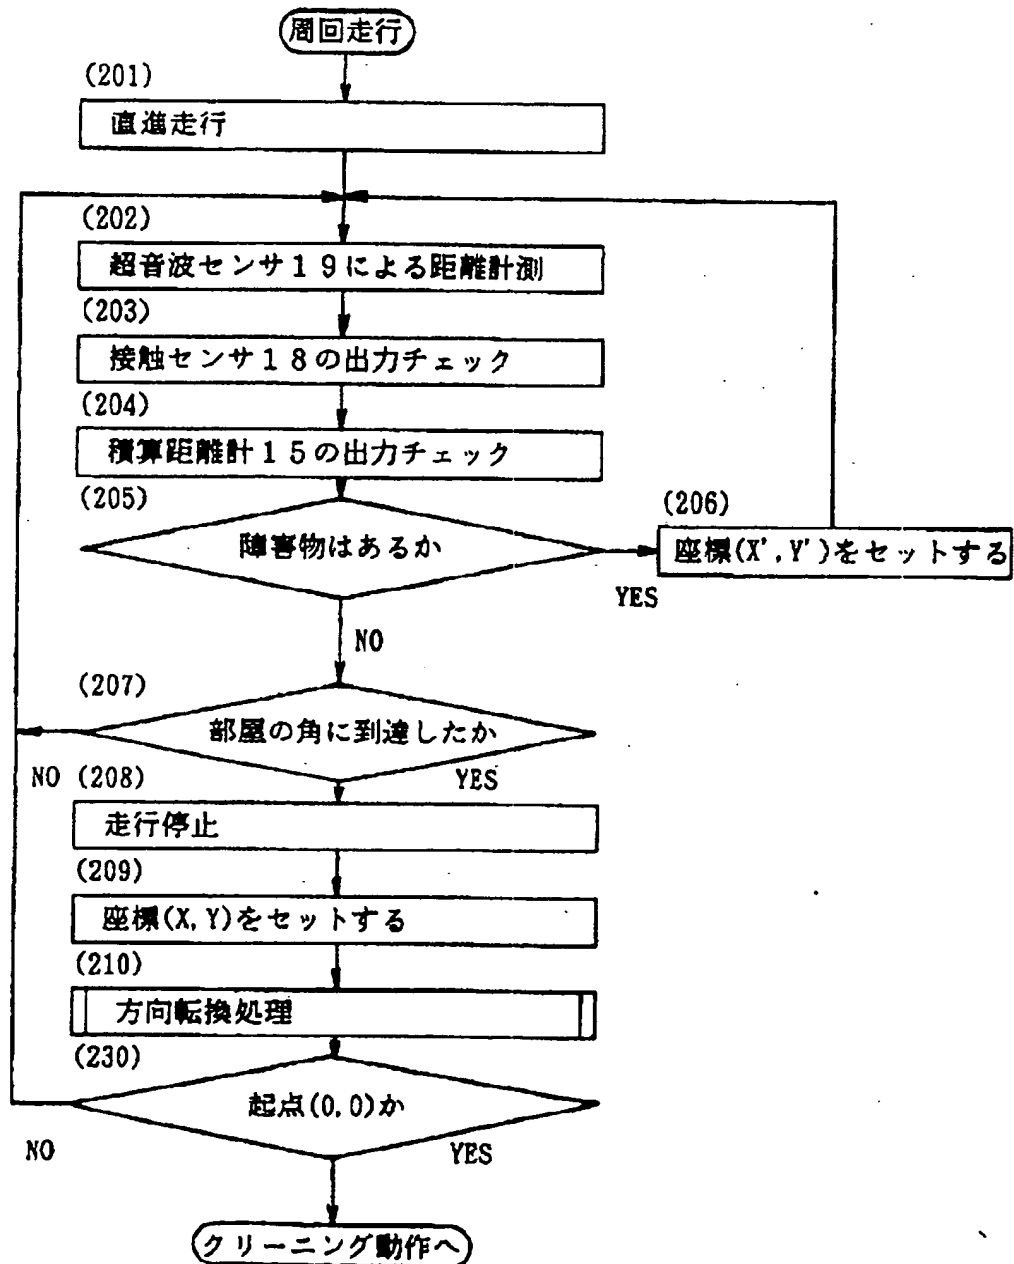 周回走行
(201)
直進走行
(202)
超音波センサ19による距離計測
(203)
接触センサ18の出力チェック
(204)
積算距離計15の出力チェック
(205)
障害物はあるか
(206)
座標(X',Y')をセットする
YES
NO
(207)
部屋の角に到達したか
NO
(208)
YES
走行停止
(209)
座標(X,Y)をセットする
(210)
方向転換処理
(230)
起点(0,0)か
NO
YES
クリーニング動作へ